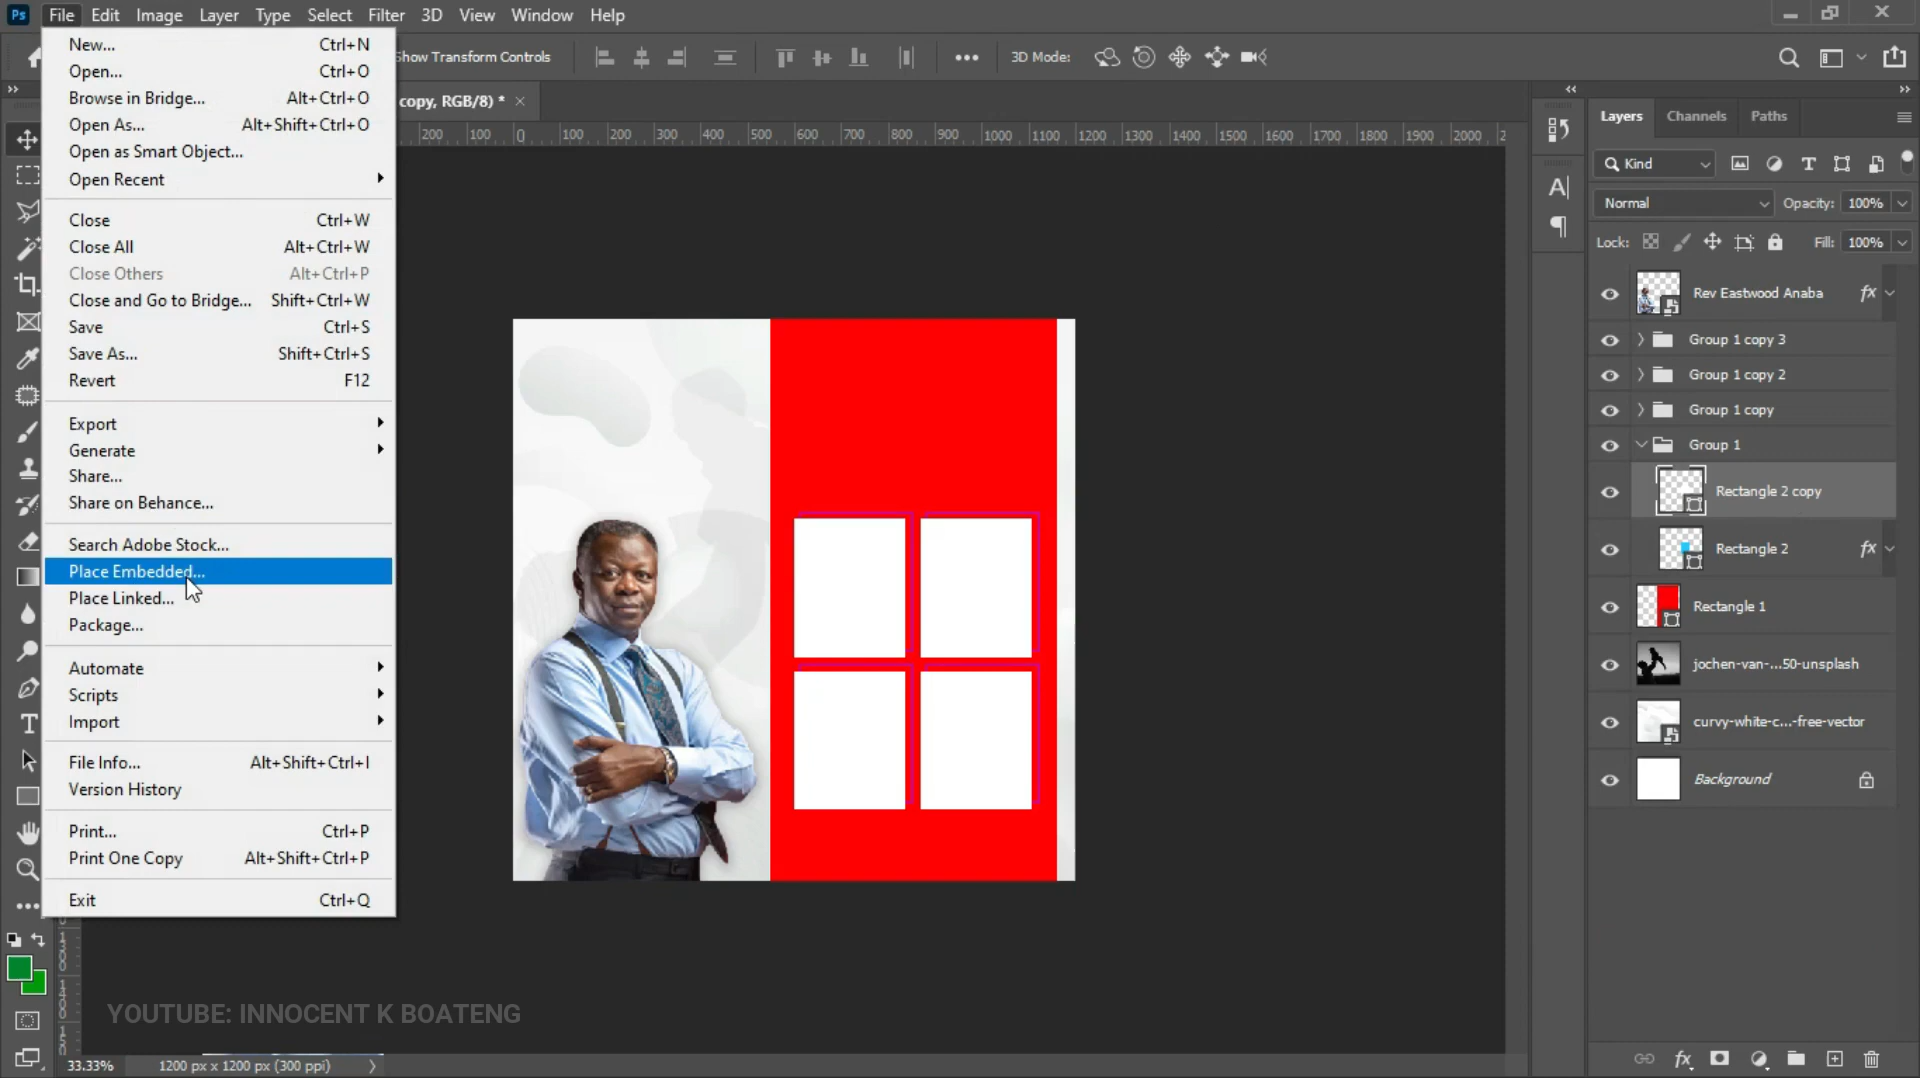 Ps File Edit Image Layer Type Select Filter 3D View Window Help
Show Transform Controls 3D Mode:
copy, RGB/8) * ×
200 100 0 100 200 300 400 500 600 700 800 900 1000 1100 1200 1300 1400 1500 1600 1700 1800 1900 2000
New... Ctrl+N
Open... Ctrl+O
Browse in Bridge... Alt+Ctrl+O
Open As... Alt+Shift+Ctrl+O
Open as Smart Object...
Open Recent
Close Ctrl+W
Close All Alt+Ctrl+W
Close Others Alt+Ctrl+P
Close and Go to Bridge... Shift+Ctrl+W
Save Ctrl+S
Save As... Shift+Ctrl+S
Revert F12
Export
Generate
Share...
Share on Behance...
Search Adobe Stock...
Place Embedded...
Place Linked...
Package...
Automate
Scripts
Import
File Info... Alt+Shift+Ctrl+I
Version History
Print... Ctrl+P
Print One Copy Alt+Shift+Ctrl+P
Exit Ctrl+Q
Layers Channels Paths
Kind
Normal Opacity: 100%
Lock: Fill: 100%
Rev Eastwood Anaba fx
Group 1 copy 3
Group 1 copy 2
Group 1 copy
Group 1
Rectangle 2 copy
Rectangle 2 fx
Rectangle 1
jochen-van-...50-unsplash
curvy-white-c...-free-vector
Background
YOUTUBE: INNOCENT K BOATENG
33.33% 1200 px x 1200 px (300 ppi)
fx